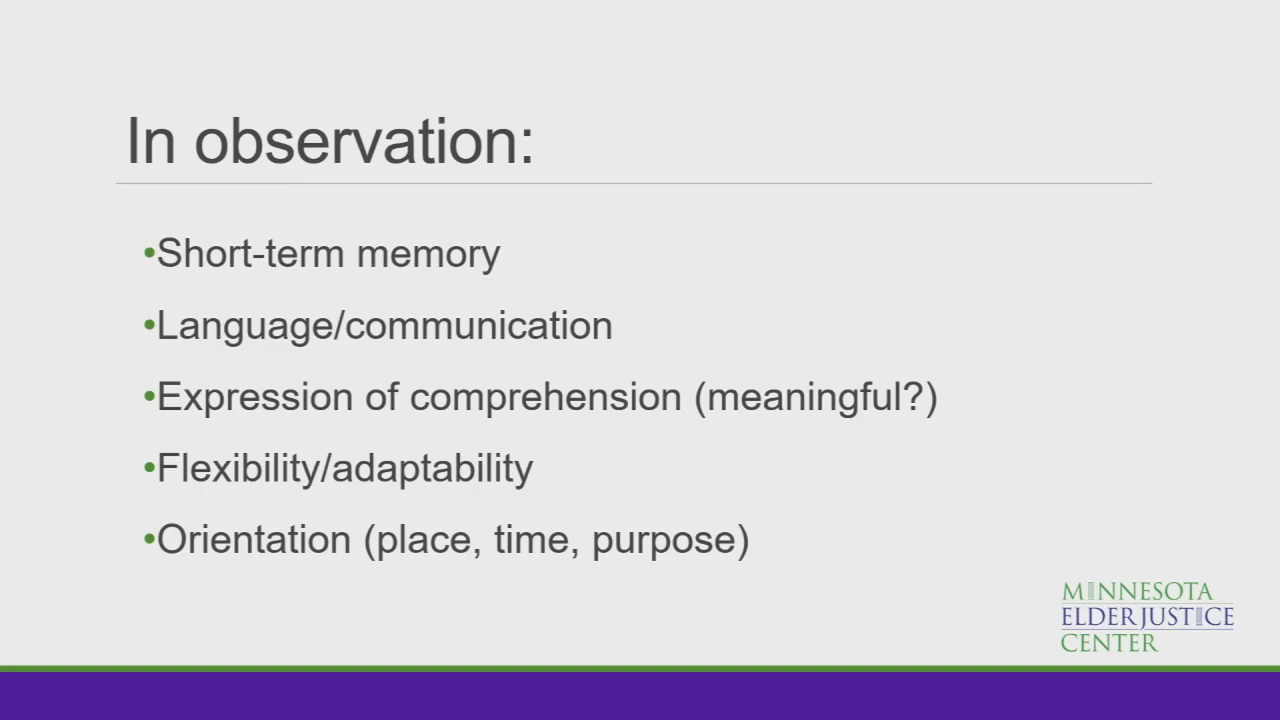 In observation:
•Short-term memory
•Language/communication
•Expression of comprehension (meaningful?)
•Flexibility/adaptability
•Orientation (place, time, purpose)
MINNESOTA
ELDER JUSTICE
CENTER